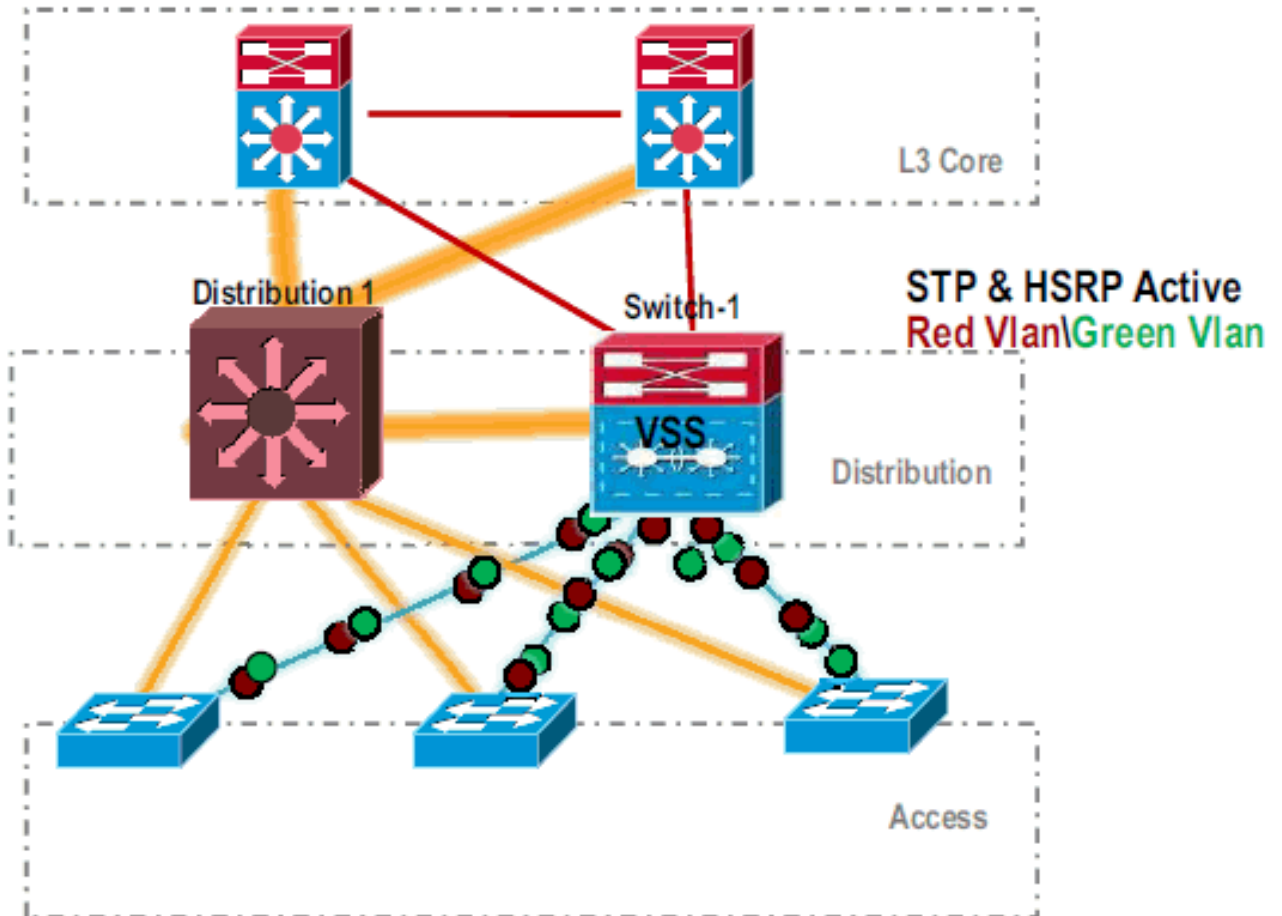 L3 Core
Distribution 1
Switch-1
STP & HSRP Active
Red Vlan\Green Vlan
VSS
Distribution
Access